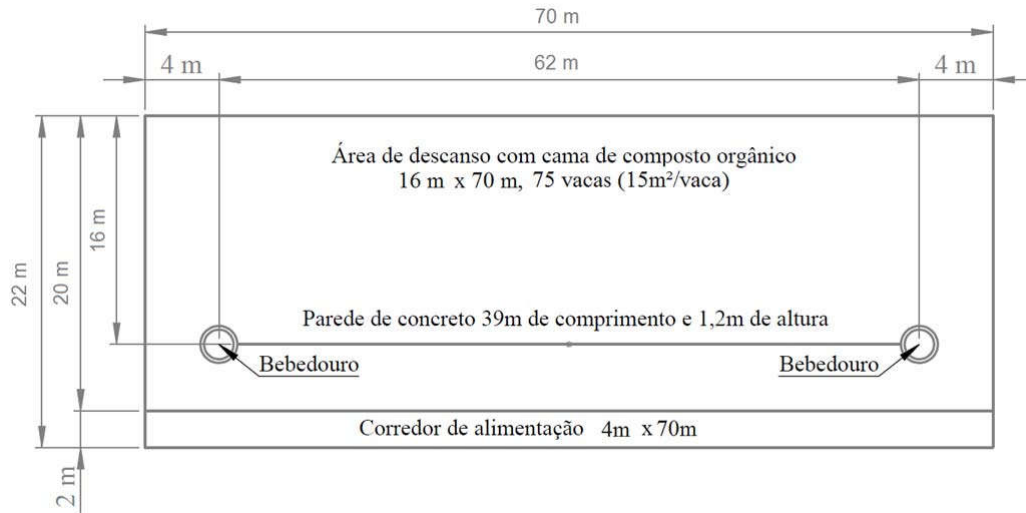 70 m
4 m
62 m
4 m
Área de descanso com cama de composto orgânico
16 m x 70 m, 75 vacas (15m²/vaca)
16 m
20 m
22 m
Parede de concreto 39m de comprimento e 1,2m de altura
Bebedouro
Bebedouro
Corredor de alimentação 4m x 70m
2 m